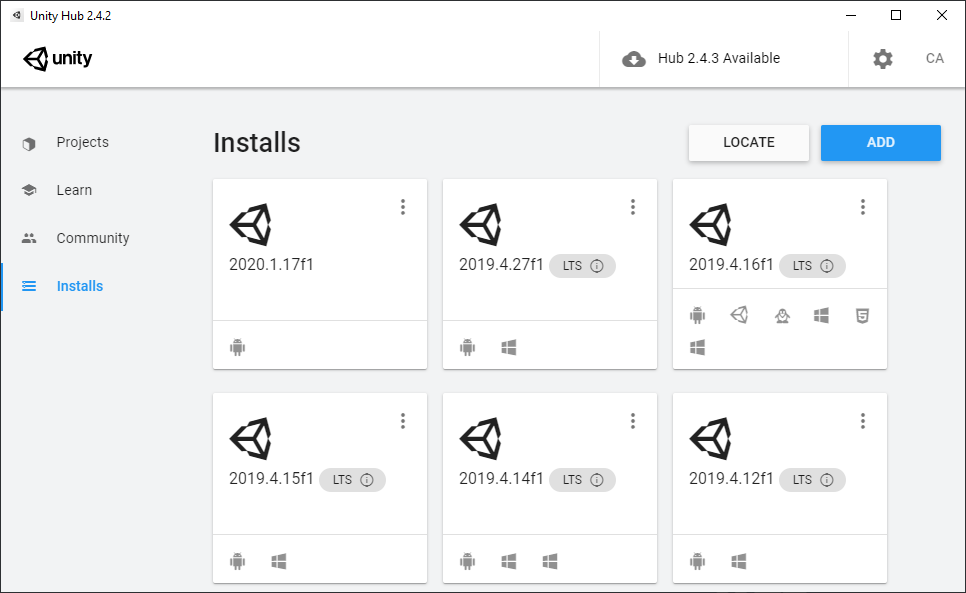 Unity Hub 2.4.2
unity
Hub 2.4.3 Available
CA
Projects
Learn
Community
Installs
Installs
LOCATE
ADD
2020.1.17f1
2019.4.27f1 LTS
2019.4.16f1 LTS
2019.4.15f1 LTS
2019.4.14f1 LTS
2019.4.12f1 LTS